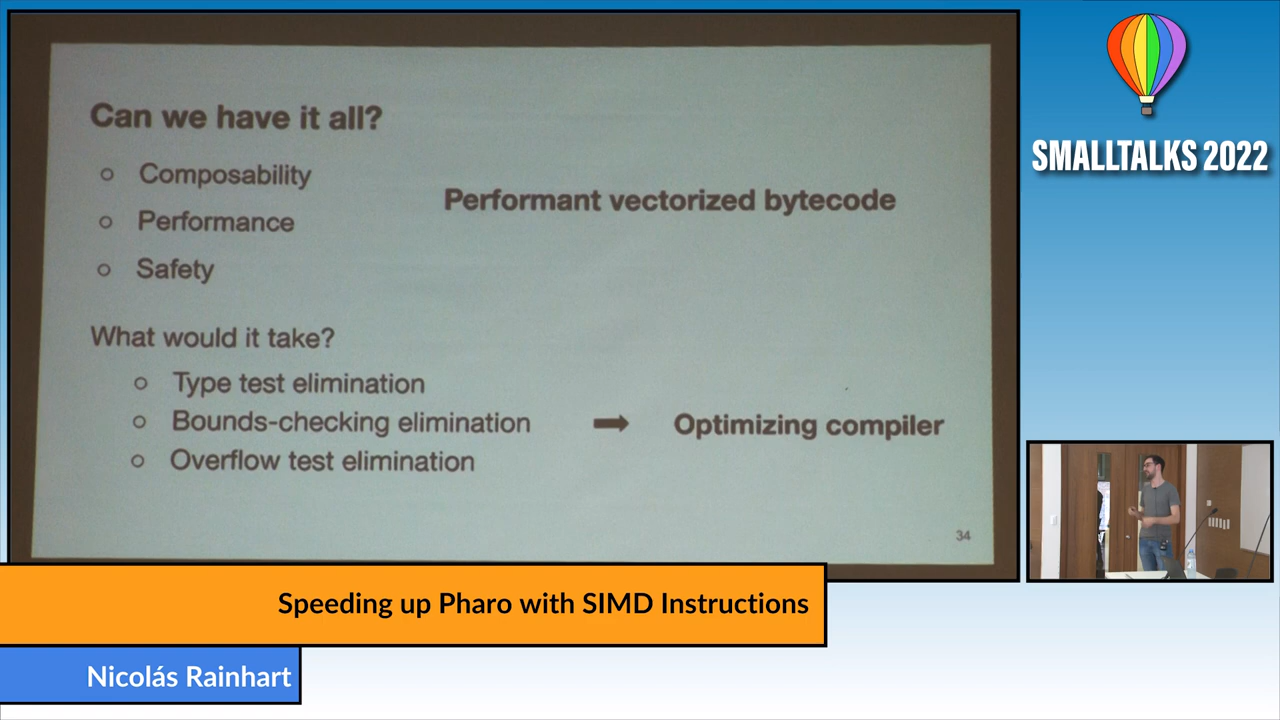 Can we have it all?
Composability
Performance
Safety
Performant vectorized bytecode
What would it take?
Type test elimination
Bounds-checking elimination
Overflow test elimination
Optimizing compiler
34
SMALLTALKS 2022
Speeding up Pharo with SIMD Instructions
Nicolás Rainhart